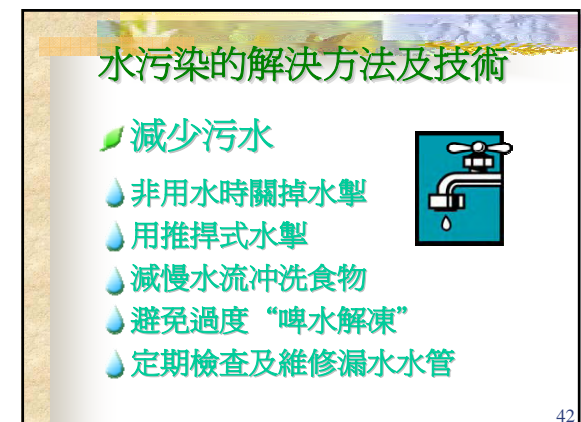 水污染的解決方法及技術
減少污水
非用水時關掉水掣
用推捍式水掣
減慢水流冲洗食物
避免過度“啤水解凍”
定期檢查及維修漏水水管
42